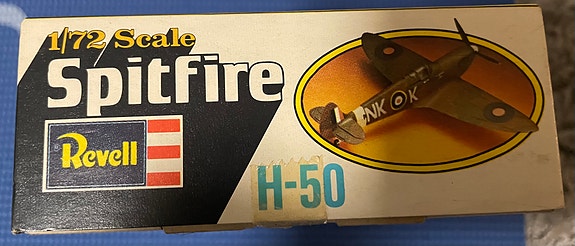 1/72 Scale
Spitfire
Revell
H-50
NK K